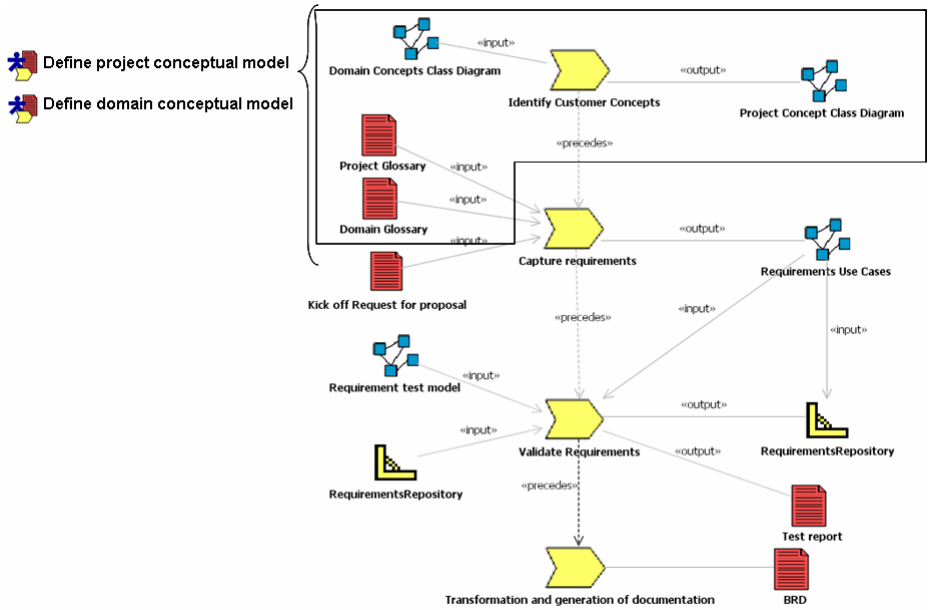 Define project conceptual model
Define domain conceptual model
«input»
Domain Concepts Class Diagram
«output»
Identify Customer Concepts
Project Concept Class Diagram
«precedes»
Project Glossary
«input»
«input»
Domain Glossary
«output»
«input»
Capture requirements
Requirements Use Cases
Kick off Request for proposal
«input»
«precedes»
«input»
Requirement test model
«input»
«output»
«input»
Validate Requirements
RequirementsRepository
«output»
RequirementsRepository
«precedes»
Test report
Transformation and generation of documentation
BRD